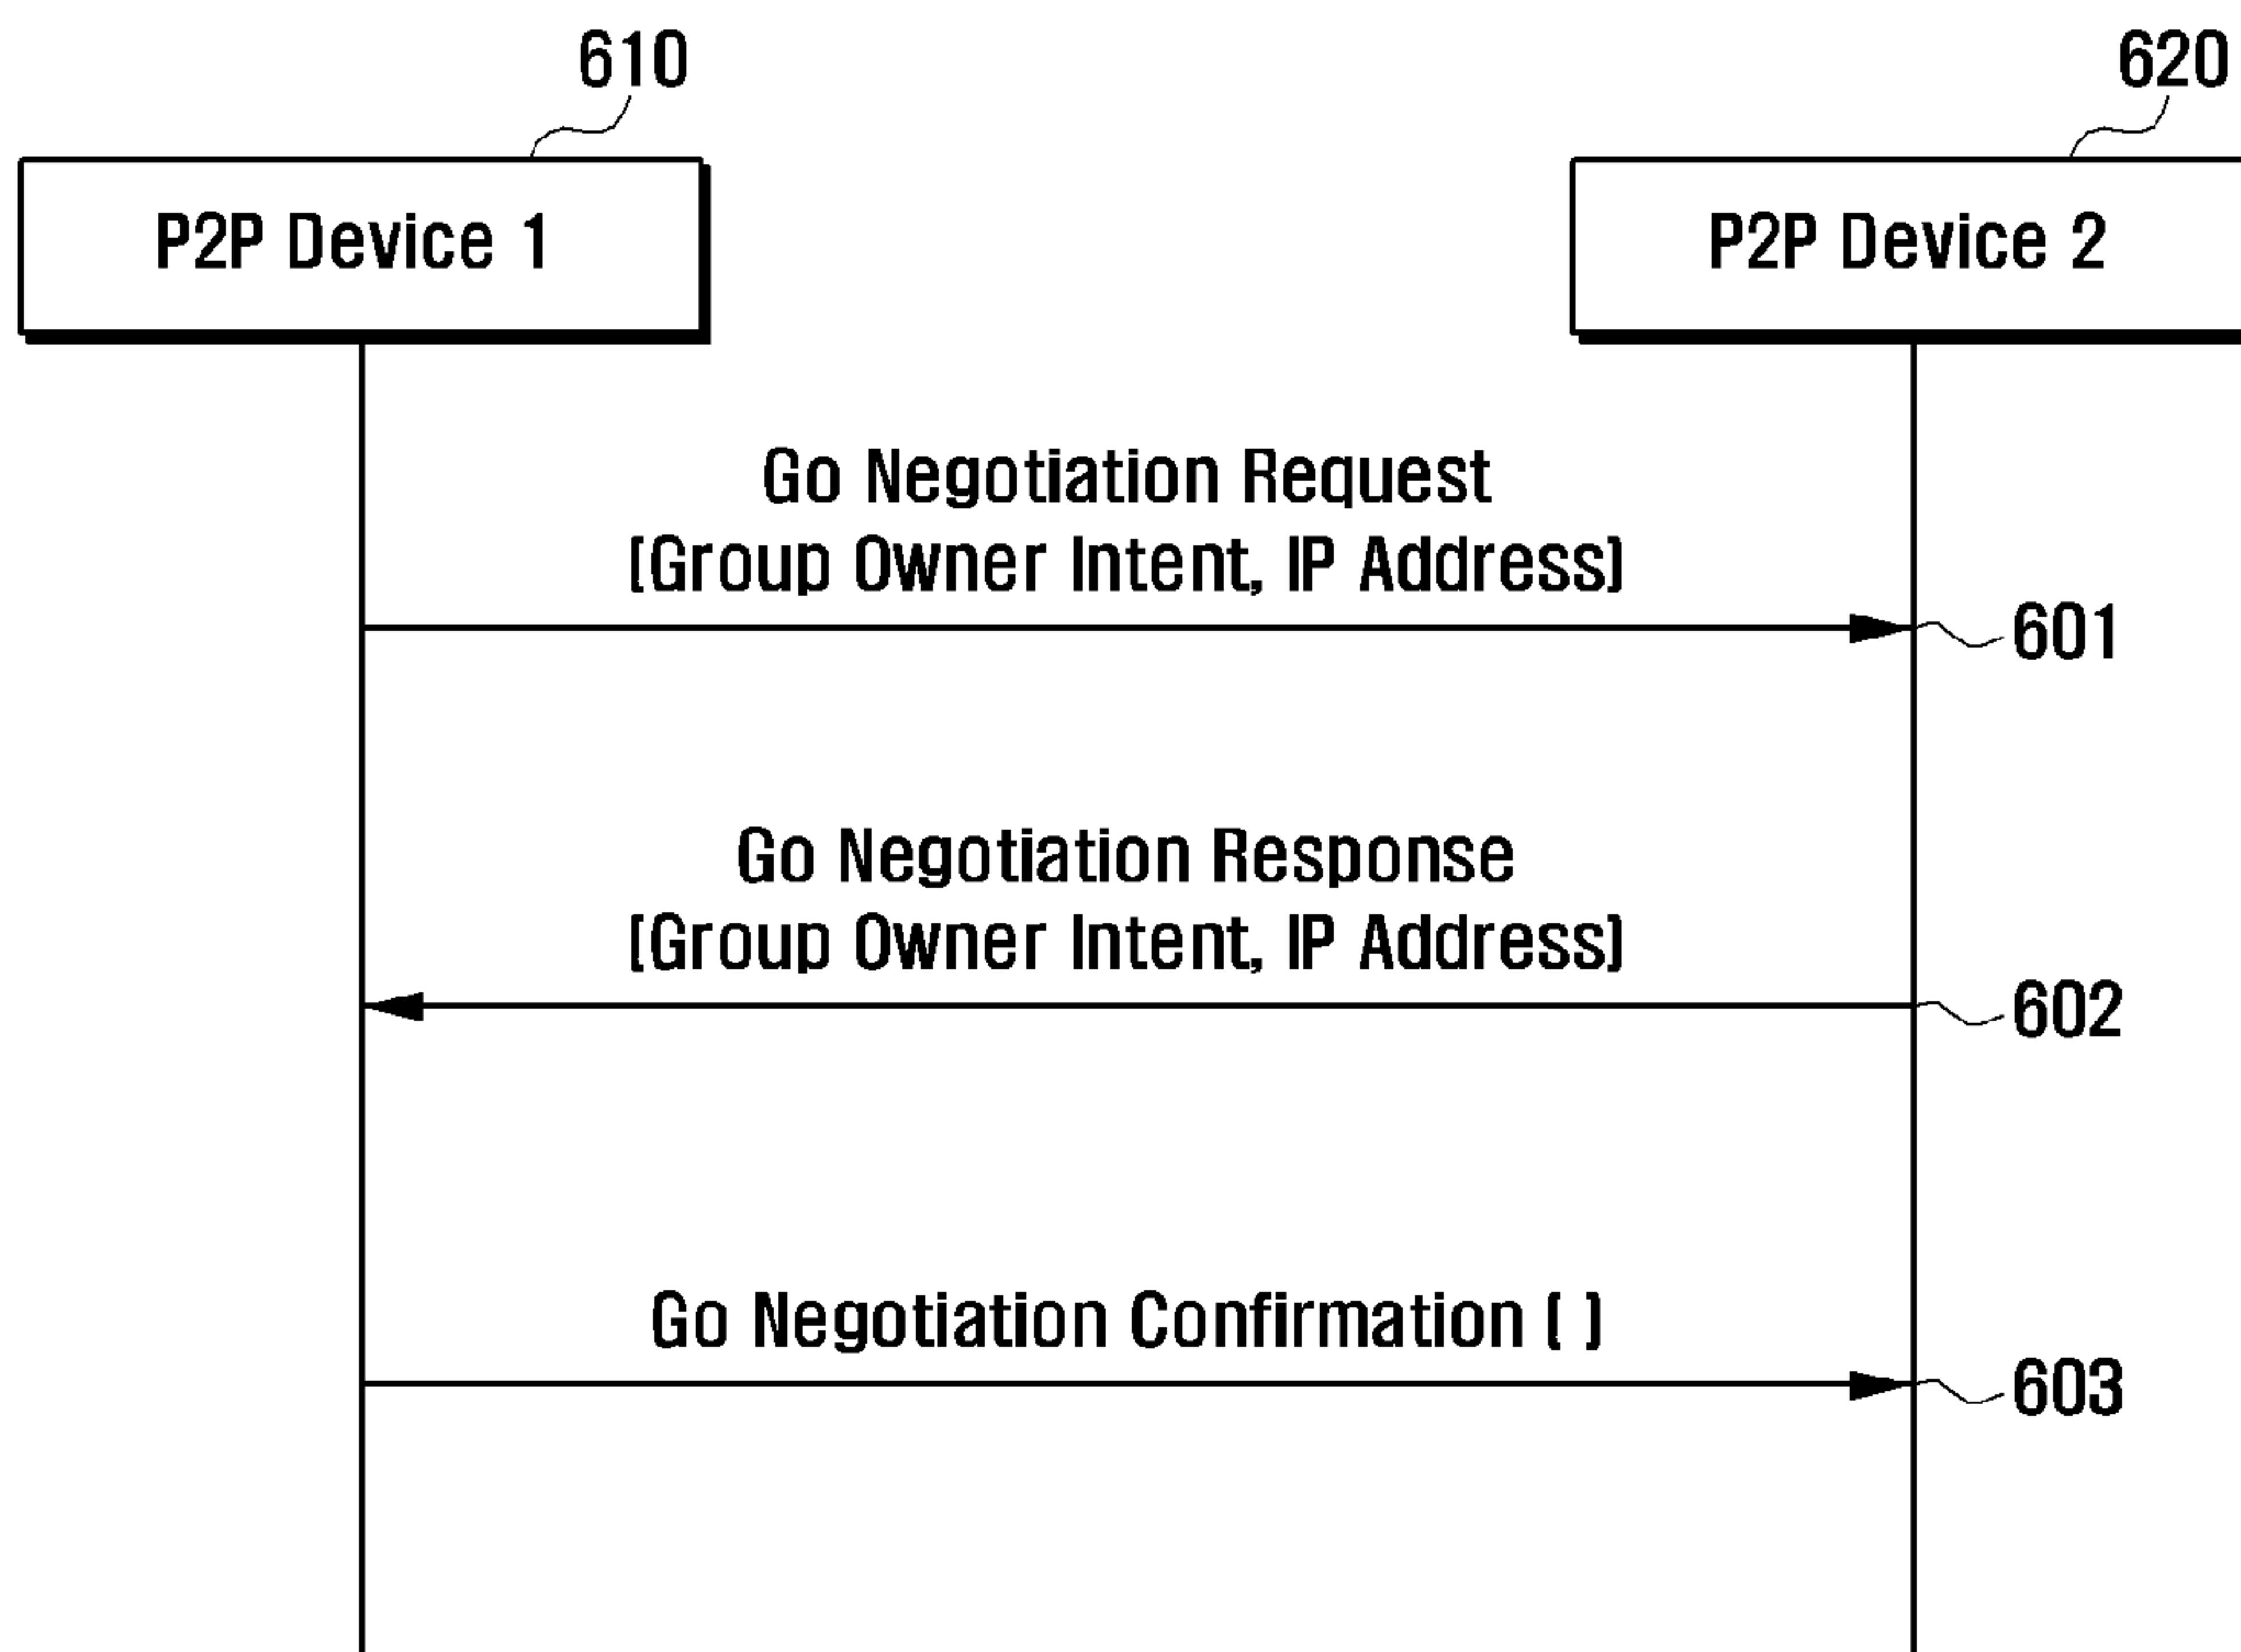 610
620
P2P Device 1
P2P Device 2
Go Negotiation Request
[Group Owner Intent, IP Address]
601
Go Negotiation Response
[Group Owner Intent, IP Address]
602
Go Negotiation Confirmation [ ]
603